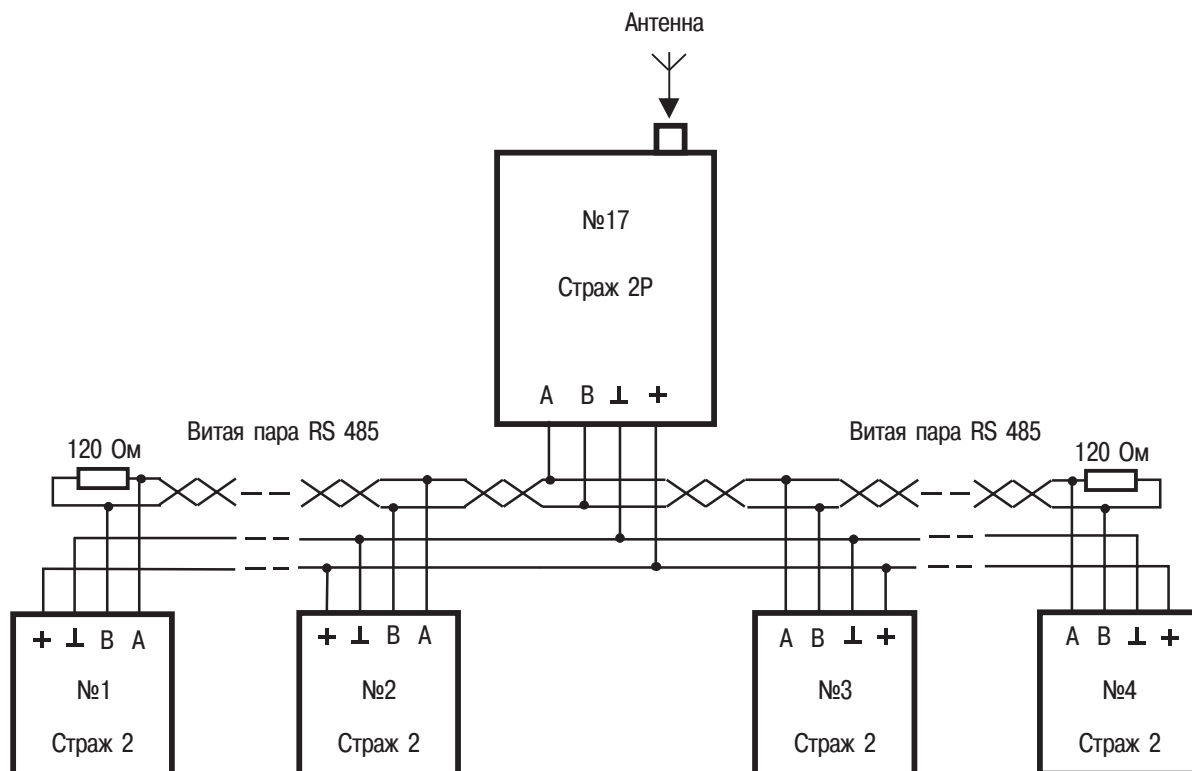 Антенна
№17
Страж 2Р
А В ⊥ +
Витая пара RS 485
Витая пара RS 485
120 Ом
120 Ом
+ ⊥ В А
+ ⊥ В А
А В ⊥ +
А В ⊥ +
№1
№2
№3
№4
Страж 2
Страж 2
Страж 2
Страж 2